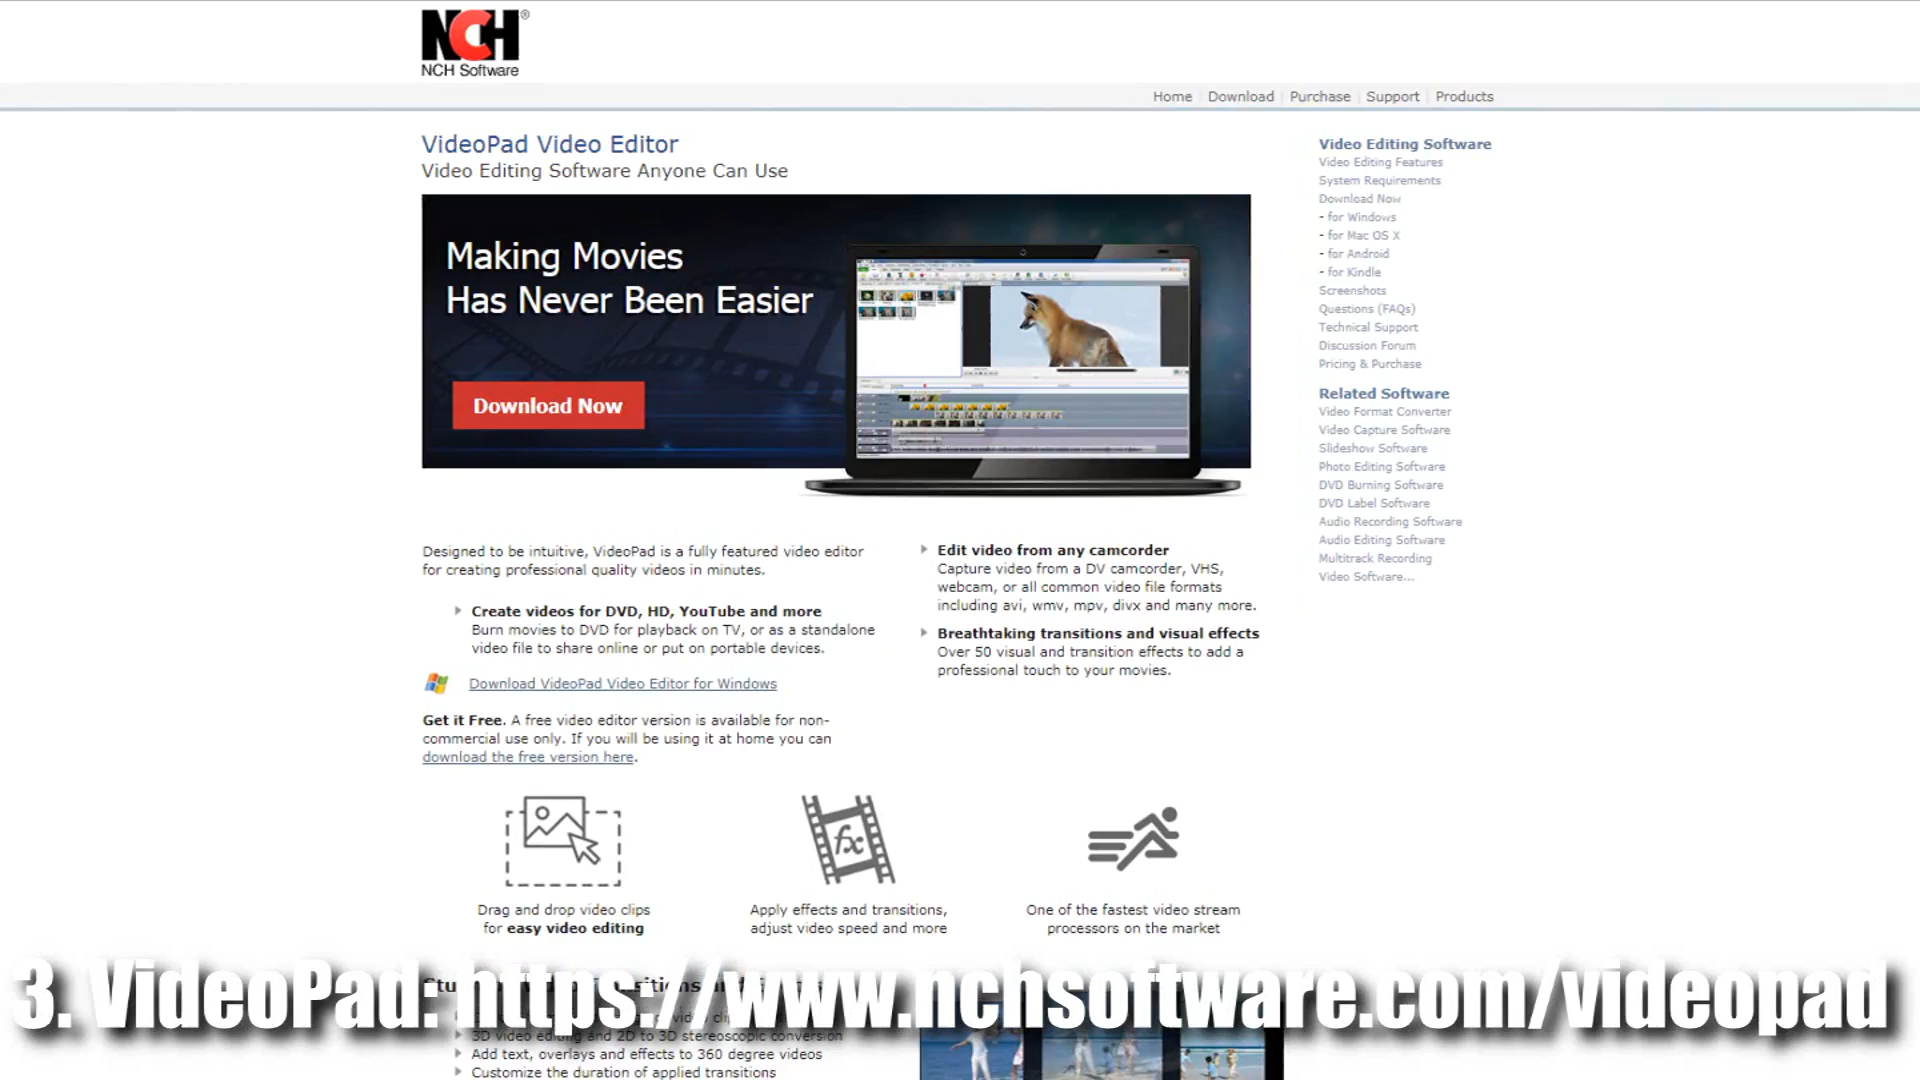 NCH®
NCH Software
Home Download Purchase Support Products
VideoPad Video Editor
Video Editing Software Anyone Can Use
Making Movies
Has Never Been Easier
Download Now
Designed to be intuitive, VideoPad is a fully featured video editor
for creating professional quality videos in minutes.
Create videos for DVD, HD, YouTube and more
Burn movies to DVD for playback on TV, or as a standalone
video file to share online or put on portable devices.
Download VideoPad Video Editor for Windows
Get it Free. A free video editor version is available for non-
commercial use only. If you will be using it at home you can
download the free version here.
Edit video from any camcorder
Capture video from a DV camcorder, VHS,
webcam, or all common video file formats
including avi, wmv, mpv, divx and many more.
Breathtaking transitions and visual effects
Over 50 visual and transition effects to add a
professional touch to your movies.
Video Editing Software
Video Editing Features
System Requirements
Download Now
- for Windows
- for Mac OS X
- for Android
- for Kindle
Screenshots
Questions (FAQs)
Technical Support
Discussion Forum
Pricing & Purchase
Related Software
Video Format Converter
Video Capture Software
Slideshow Software
Photo Editing Software
DVD Burning Software
DVD Label Software
Audio Recording Software
Audio Editing Software
Multitrack Recording
Video Software...
fx
Drag and drop video clips
for easy video editing
Apply effects and transitions,
adjust video speed and more
One of the fastest video stream
processors on the market
3. VideoPad: https://www.nchsoftware.com/videopad
3D video editing and 2D to 3D stereoscopic conversion
Add text, overlays and effects to 360 degree videos
Customize the duration of applied transitions